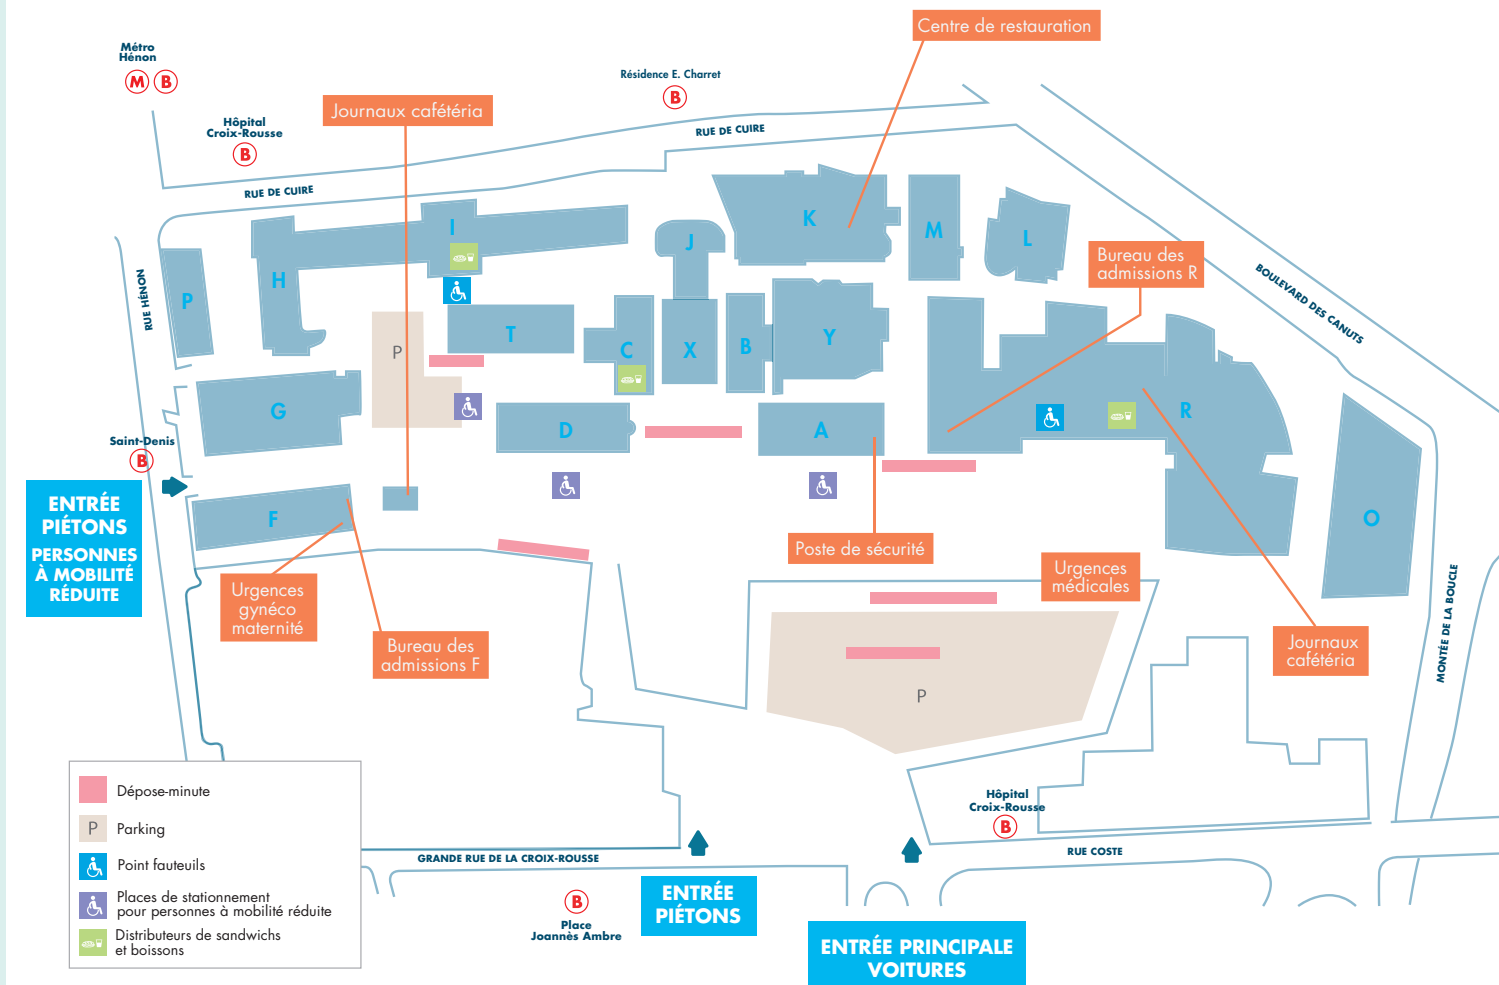 Centre de restauration
Métro
Hénon
M B
Résidence E. Charret
B
Journaux cafétéria
Hôpital
Croix-Rousse
B
RUE DE CUIRE
RUE DE CUIRE
K
M
L
I
J
H
P
RUE HÉNON
Bureau des
admissions R
BOULEVARD DES CANUTS
T
C
X
B
Y
P
G
D
A
R
Saint-Denis
B
ENTRÉE
PIÉTONS
PERSONNES
À MOBILITÉ
RÉDUITE
F
O
Poste de sécurité
Urgences
médicales
Urgences
gynéco
maternité
Bureau des
admissions F
Journaux
cafétéria
MONTÉE DE LA BOUCLE
P
Dépose-minute
P Parking
Point fauteuils
Places de stationnement
pour personnes à mobilité réduite
Distributeurs de sandwichs
et boissons
Hôpital
Croix-Rousse
B
GRANDE RUE DE LA CROIX-ROUSSE
RUE COSTE
B
Place
Joannès Ambre
ENTRÉE
PIÉTONS
ENTRÉE PRINCIPALE
VOITURES